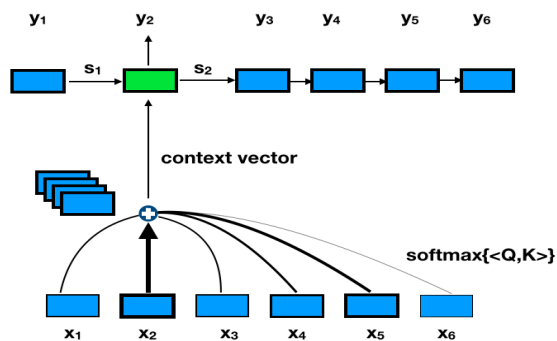 y1 y2 y3 y4 y5 y6
s1 s2
context vector
softmax{<Q,K>}
x1 x2 x3 x4 x5 x6